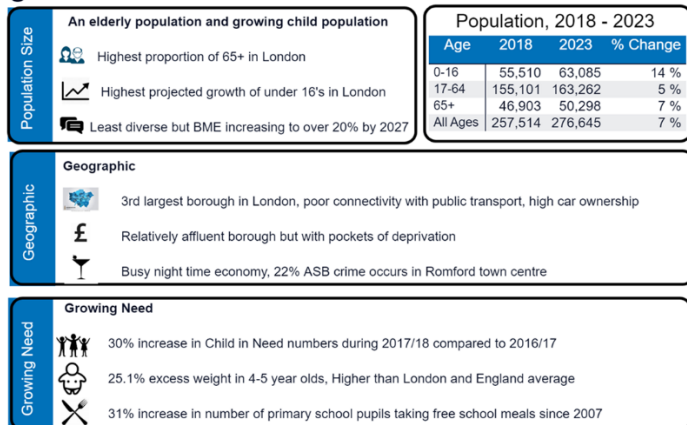 Population Size
An elderly population and growing child population
Highest proportion of 65+ in London
Highest projected growth of under 16's in London
Least diverse but BME increasing to over 20% by 2027
Population, 2018 - 2023
Age 2018 2023 % Change
0-16 55,510 63,085 14 %
17-64 155,101 163,262 5 %
65+ 46,903 50,298 7 %
All Ages 257,514 276,645 7 %
Geographic
Geographic
3rd largest borough in London, poor connectivity with public transport, high car ownership
£ Relatively affluent borough but with pockets of deprivation
Busy night time economy, 22% ASB crime occurs in Romford town centre
Growing Need
Growing Need
30% increase in Child in Need numbers during 2017/18 compared to 2016/17
25.1% excess weight in 4-5 year olds, Higher than London and England average
31% increase in number of primary school pupils taking free school meals since 2007